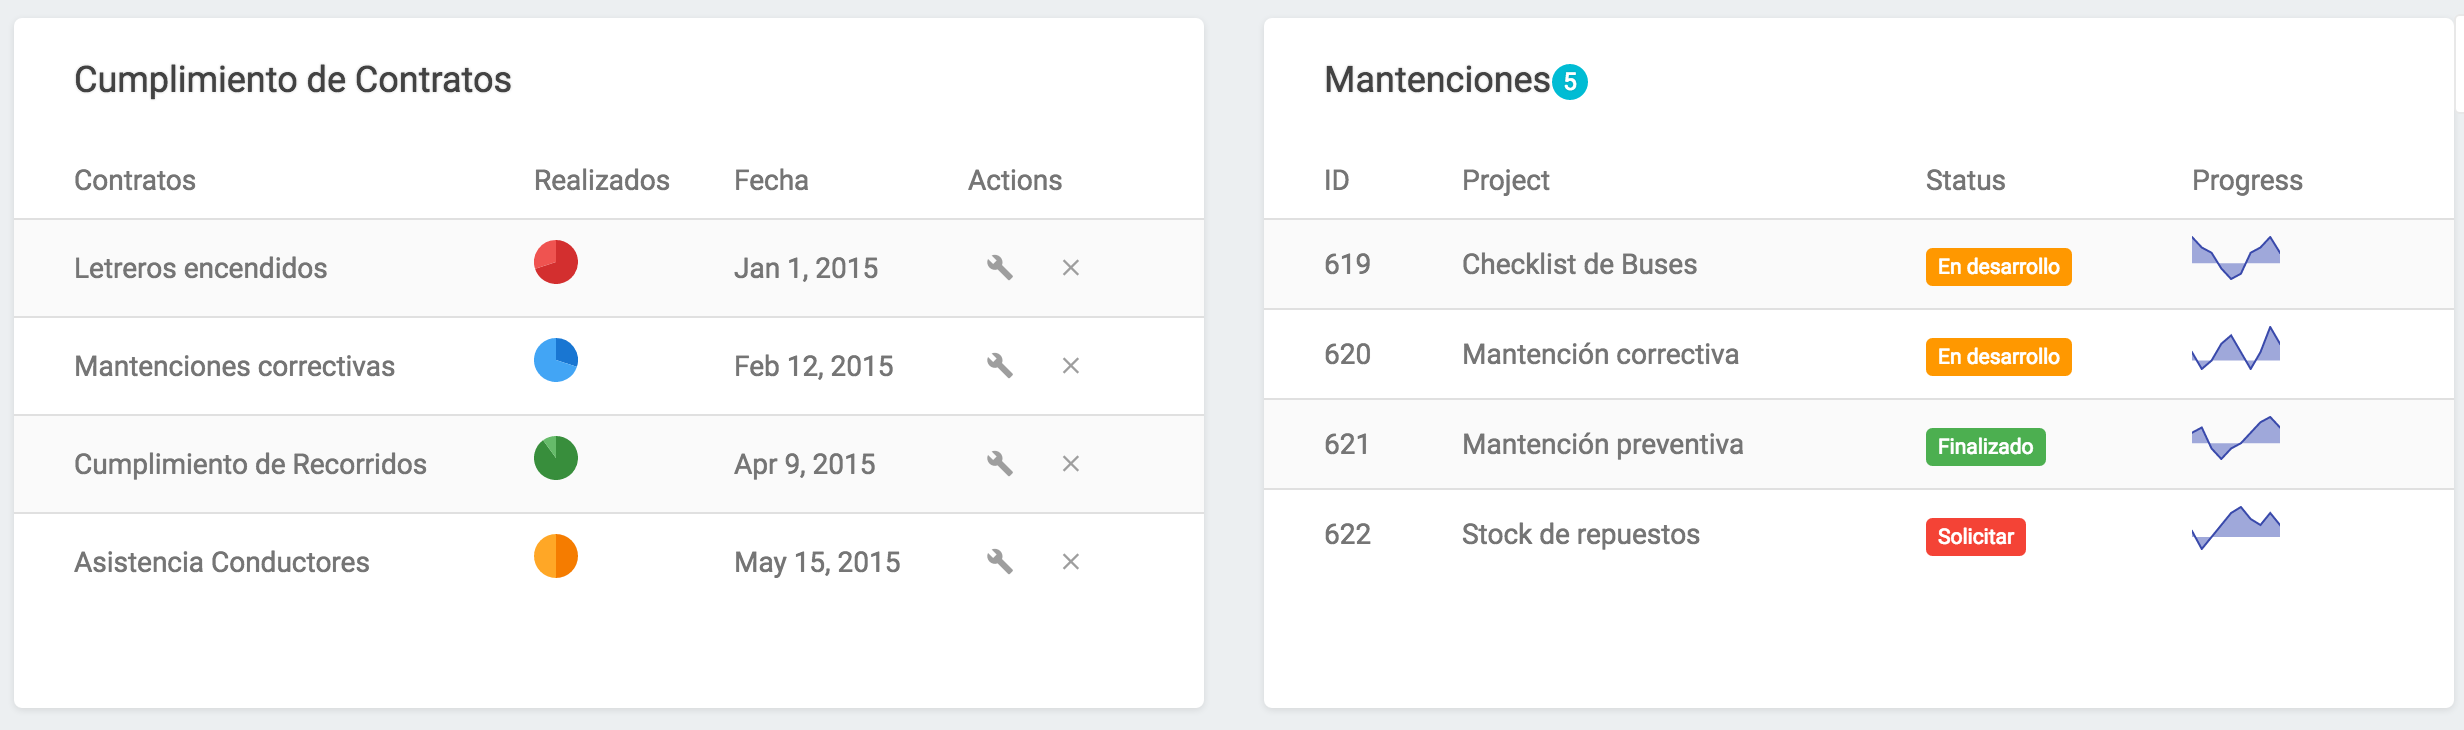 Cumplimiento de Contratos
Contratos Realizados Fecha Actions
Letreros encendidos Jan 1, 2015
Mantenciones correctivas Feb 12, 2015
Cumplimiento de Recorridos Apr 9, 2015
Asistencia Conductores May 15, 2015
Mantenciones 5
ID Project Status Progress
619 Checklist de Buses En desarrollo
620 Mantención correctiva En desarrollo
621 Mantención preventiva Finalizado
622 Stock de repuestos Solicitar